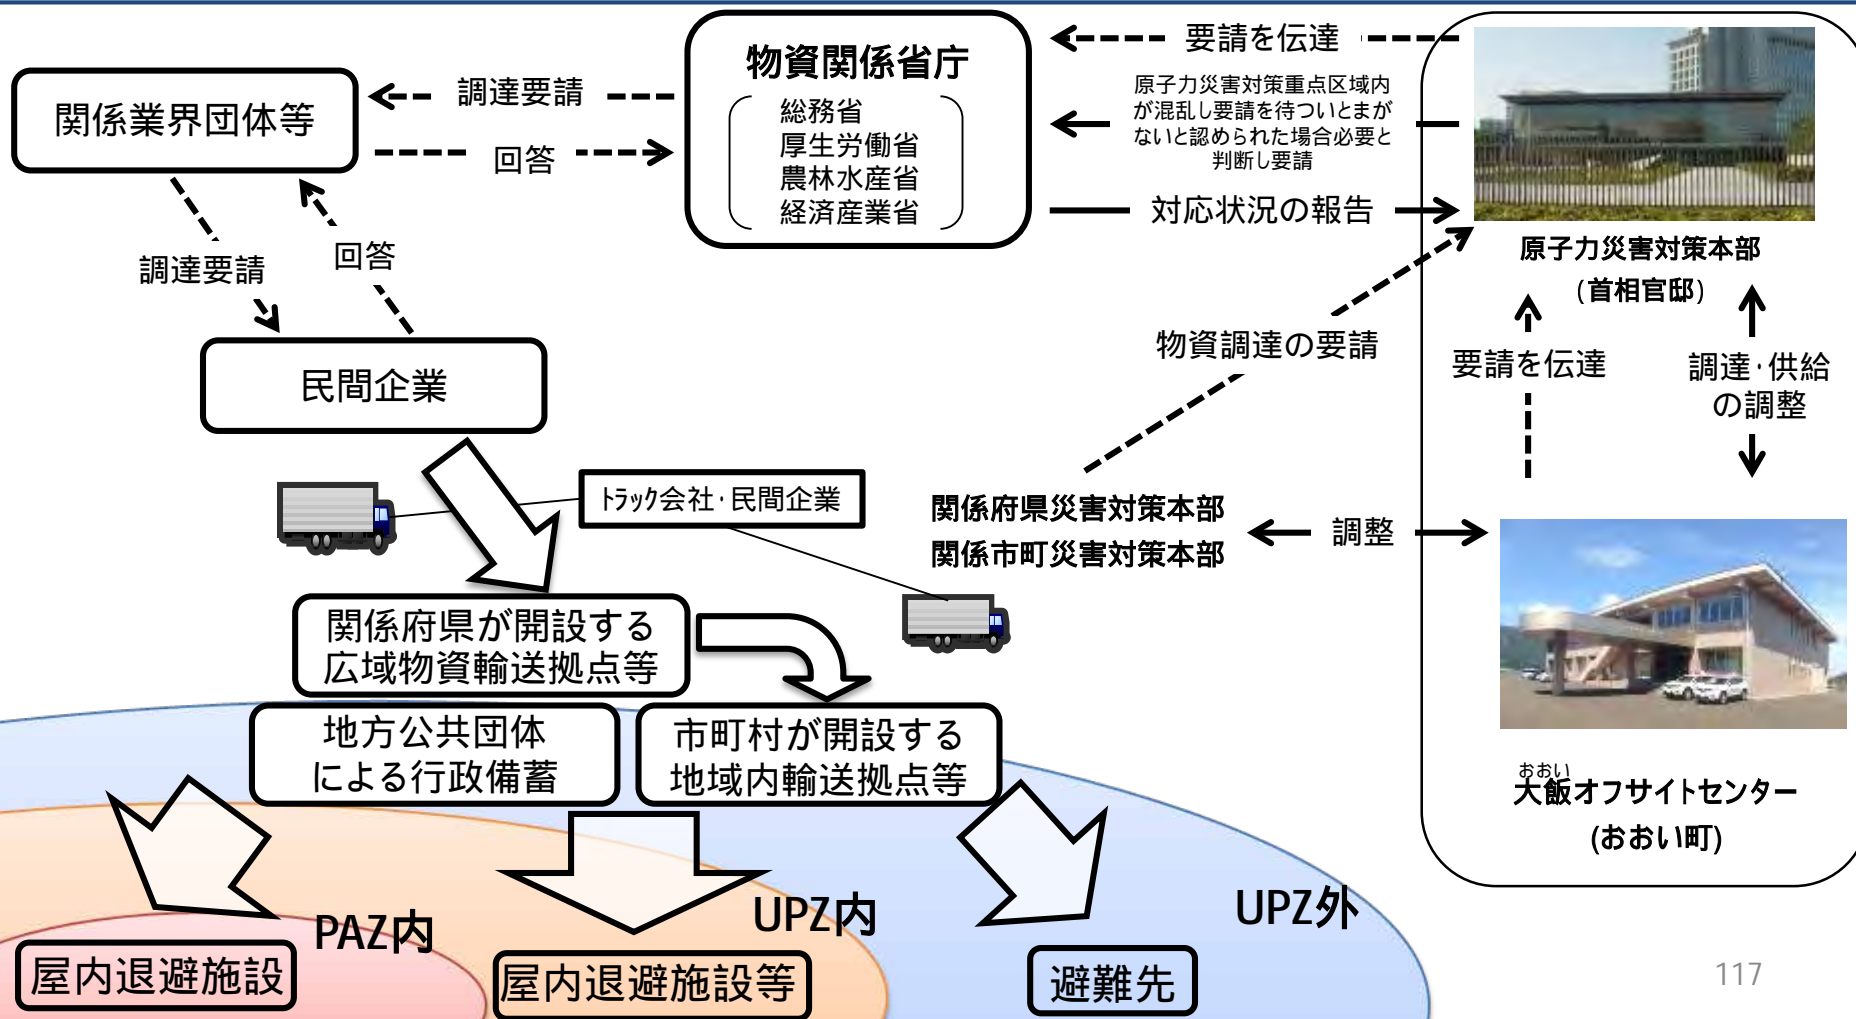 関係業界団体等
調達要請
回答
物資関係省庁
総務省
厚生労働省
農林水産省
経済産業省
要請を伝達
原子力災害対策重点区域内
が混乱し要請を待ついとまが
ないと認められた場合必要と
判断し要請
対応状況の報告
原子力災害対策本部
(首相官邸)
調達要請
回答
民間企業
物資調達の要請
要請を伝達
調達･供給
の調整
ﾄﾗｯｸ会社･民間企業
関係府県災害対策本部
関係市町災害対策本部
調整
関係府県が開設する
広域物資輸送拠点等
地方公共団体
による行政備蓄
市町村が開設する
地域内輸送拠点等
おおい
大飯オフサイトセンター
(おおい町)
PAZ内
UPZ内
UPZ外
屋内退避施設
屋内退避施設等
避難先
117